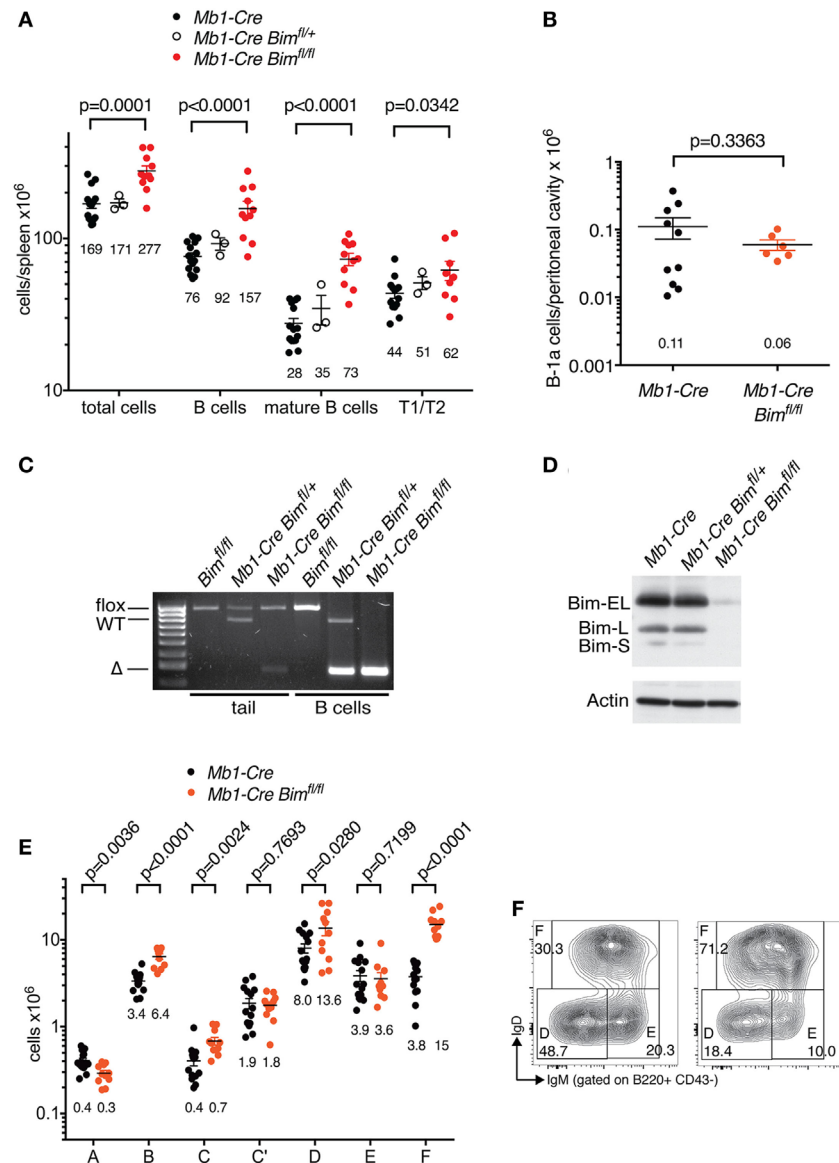 A
Mb1-Cre
Mb1-Cre Bimfl/+
Mb1-Cre Bimfl/fl
p=0.0001 p<0.0001 p<0.0001 p=0.0342
cells/spleen x10⁶
100
10
169 171 277
76 92 157
28 35 73
44 51 62
total cells B cells mature B cells T1/T2
B
p=0.3363
B-1a cells/peritoneal cavity x 10⁶
1
0.1
0.01
0.001
0.11 0.06
Mb1-Cre Mb1-Cre
Bimfl/fl
C
Bimfl/fl
Mb1-Cre Bimfl/+
Mb1-Cre Bimfl/fl
Bimfl/fl
Mb1-Cre Bimfl/+
Mb1-Cre Bimfl/fl
flox
WT
Δ
tail B cells
D
Mb1-Cre
Mb1-Cre Bimfl/+
Mb1-Cre Bimfl/fl
Bim-EL
Bim-L
Bim-S
Actin
Mb1-Cre
Mb1-Cre Bimfl/fl
E
p=0.0036
p<0.0001
p=0.0024
p=0.7693
p=0.0280
p=0.7199
p<0.0001
cells x10⁶
10
1
0.1
0.4 0.3
3.4 6.4
0.4 0.7
1.9 1.8
8.0 13.6
3.9 3.6
3.8 15
A B C C' D E F
F
F
30.3
D
48.7
E
20.3
F
71.2
D
18.4
E
10.0
IgD
IgM (gated on B220+ CD43-)